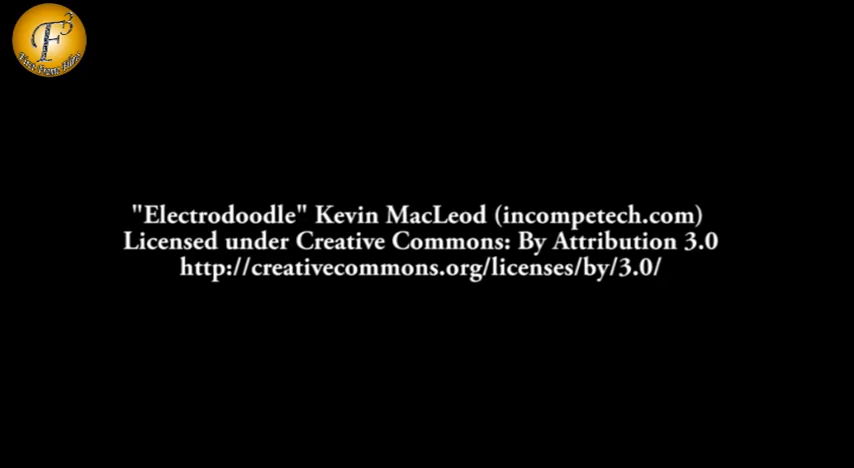 F3
"Electrodoodle" Kevin MacLeod (incompetech.com)
Licensed under Creative Commons: By Attribution 3.0
http://creativecommons.org/licenses/by/3.0/